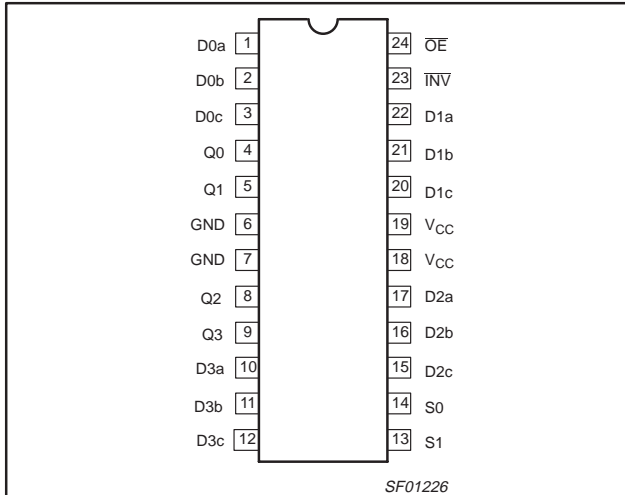 D0a 1 24 O̅E̅
D0b 2 23 I̅N̅V̅
D0c 3 22 D1a
Q0 4 21 D1b
Q1 5 20 D1c
GND 6 19 VCC
GND 7 18 VCC
Q2 8 17 D2a
Q3 9 16 D2b
D3a 10 15 D2c
D3b 11 14 S0
D3c 12 13 S1
SF01226